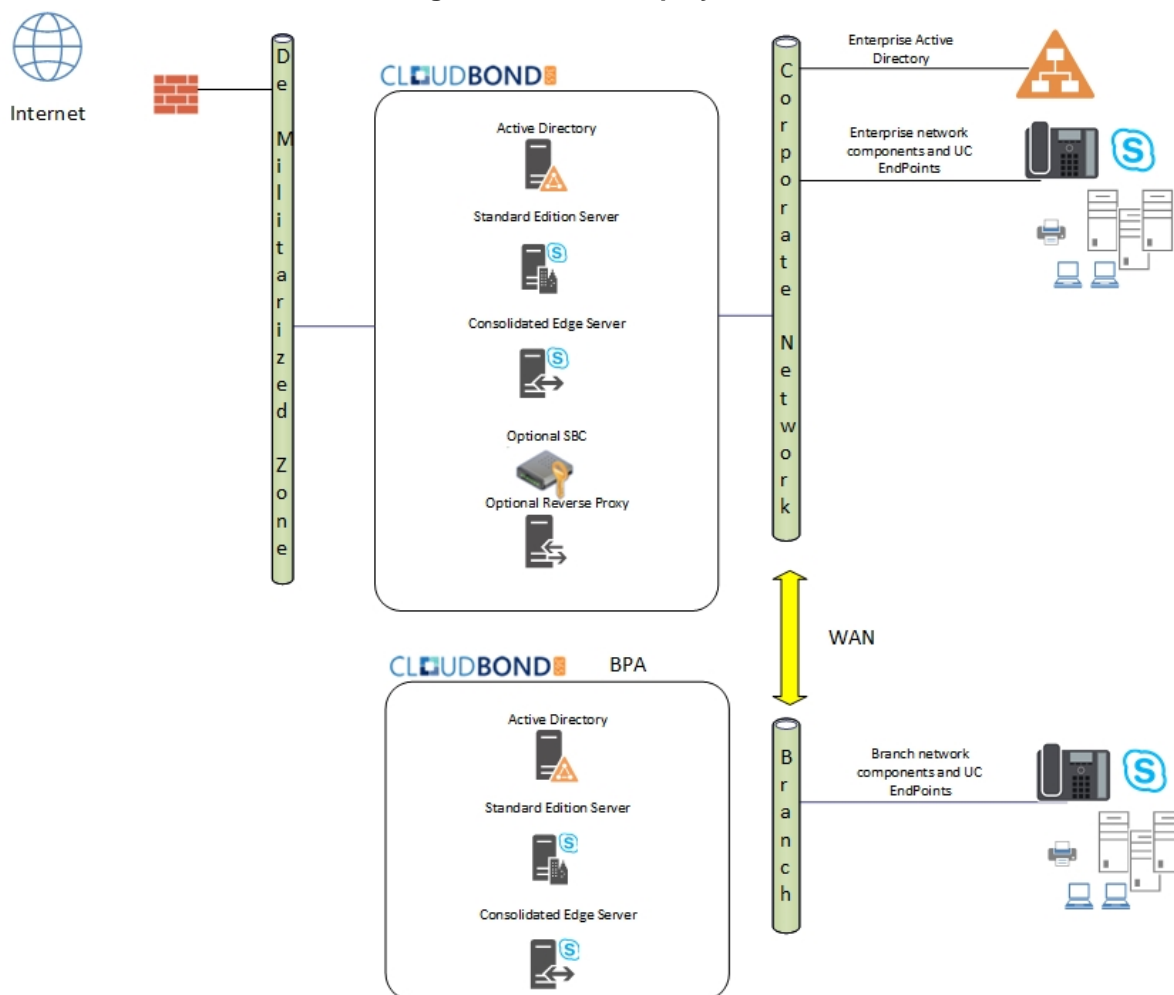 Internet
De Militarized Zone
CLOUDBOND 365
Active Directory
Standard Edition Server
Consolidated Edge Server
Optional SBC
Optional Reverse Proxy
Corporate Network
Enterprise Active
Directory
Enterprise network
components and UC
EndPoints
WAN
CLOUDBOND 365
BPA
Active Directory
Standard Edition Server
Consolidated Edge Server
Branch
Branch network
components and UC
EndPoints